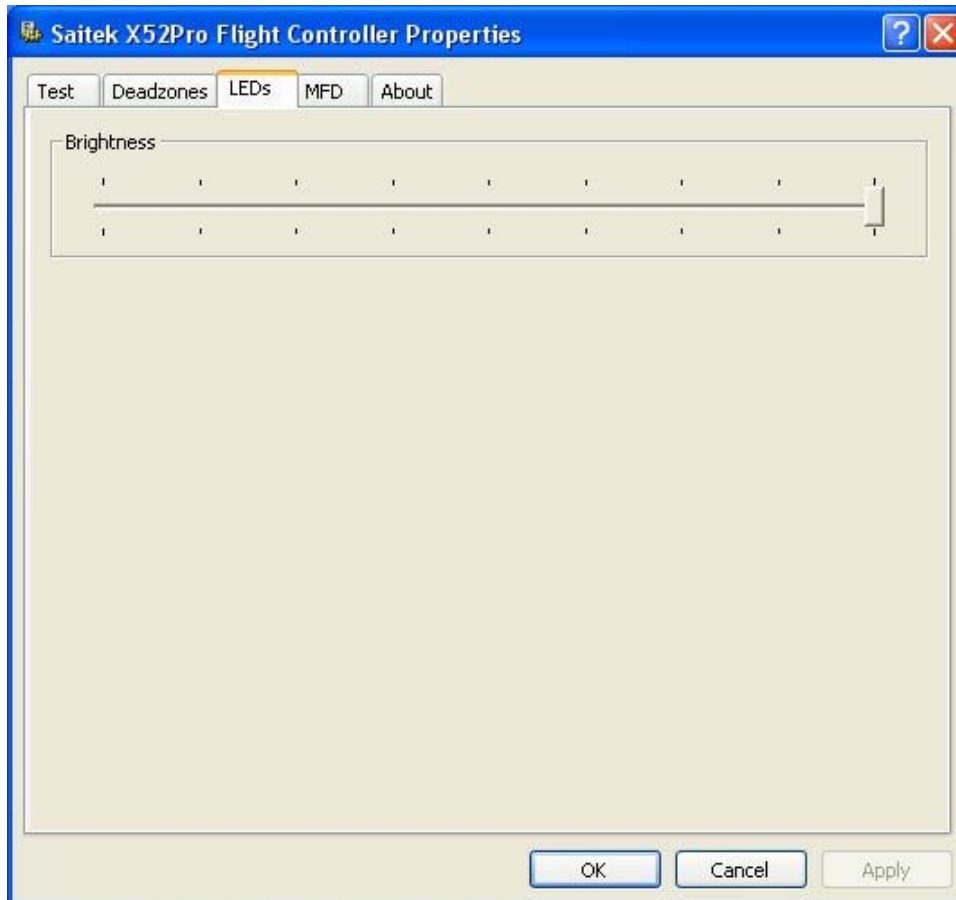 Saitek X52Pro Flight Controller Properties
Test Deadzones LEDs MFD About
Brightness
OK Cancel Apply